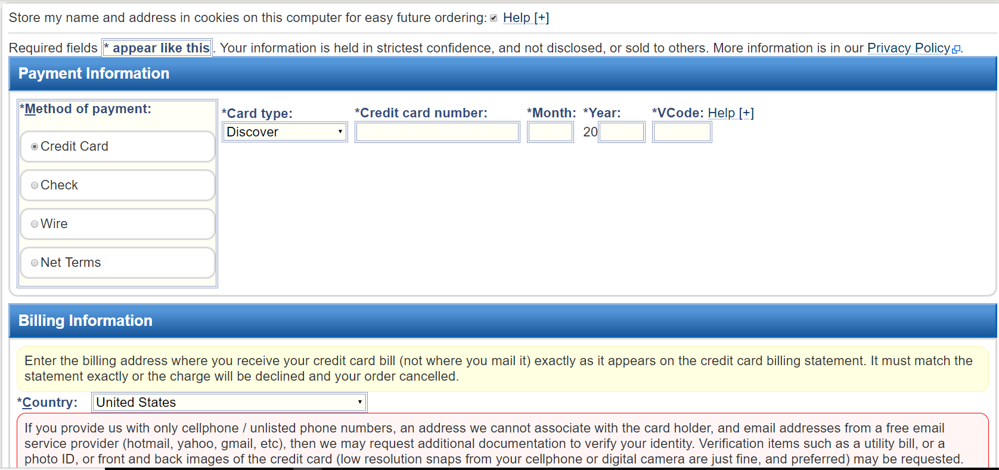 Store my name and address in cookies on this computer for easy future ordering: Help [+]
Required fields * appear like this. Your information is held in strictest confidence, and not disclosed, or sold to others. More information is in our Privacy Policy.
Payment Information
*Method of payment:
Credit Card
Check
Wire
Net Terms
*Card type:
Discover
*Credit card number:
*Month:
*Year:
20
*VCode: Help [+]
Billing Information
Enter the billing address where you receive your credit card bill (not where you mail it) exactly as it appears on the credit card billing statement. It must match the
statement exactly or the charge will be declined and your order cancelled.
*Country: United States
If you provide us with only cellphone / unlisted phone numbers, an address we cannot associate with the card holder, and email addresses from a free email
service provider (hotmail, yahoo, gmail, etc), then we may request additional documentation to verify your identity. Verification items such as a utility bill, or a
photo ID, or front and back images of the credit card (low resolution snaps from your cellphone or digital camera are just fine, and preferred) may be requested.